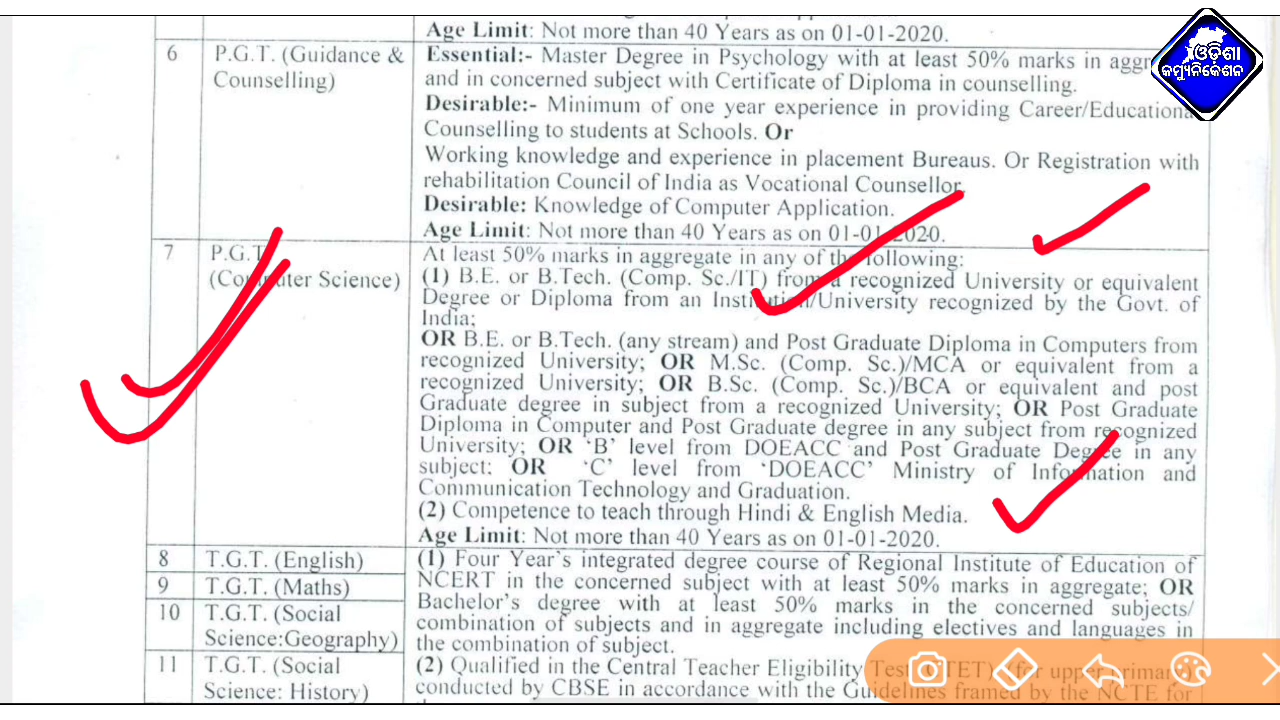 Age Limit: Not more than 40 Years as on 01-01-2020.
ଓଡ଼ିଶା
କମ୍ୟୁନିକେଶନ
6 P.G.T. (Guidance & Counselling)
Essential:- Master Degree in Psychology with at least 50% marks in
and in concerned subject with Certificate of Diploma in counselling.
Desirable:- Minimum of one year experience in providing Career/Educational
Counselling to students at Schools. Or
Working knowledge and experience in placement Bureaus. Or Registration with
rehabilitation Council of India as Vocational Counsellor.
Desirable: Knowledge of Computer Application.
Age Limit: Not more than 40 Years as on 01-01-2020.
7 P.G.T.
(Computer Science)
At least 50% marks in aggregate in any of the following:
(1) B.E. or B.Tech. (Comp. Sc./IT) from a recognized University or equivalent
Degree or Diploma from an Institution/University recognized by the Govt. of
India;
OR B.E. or B.Tech. (any stream) and Post Graduate Diploma in Computers from
recognized University; OR M.Sc. (Comp. Sc.)/MCA or equivalent from a
recognized University; OR B.Sc. (Comp. Sc.)/BCA or equivalent and post
Graduate degree in subject from a recognized University; OR Post Graduate
Diploma in Computer and Post Graduate degree in any subject from recognized
University; OR 'B' level from DOEACC and Post Graduate Degree in any
subject; OR 'C' level from 'DOEACC' Ministry of Information and
Communication Technology and Graduation.
(2) Competence to teach through Hindi & English Media.
Age Limit: Not more than 40 Years as on 01-01-2020.
8 T.G.T. (English)
9 T.G.T. (Maths)
10 T.G.T. (Social
Science:Geography)
11 T.G.T. (Social
Science: History)
(1) Four Year's integrated degree course of Regional Institute of Education of
NCERT in the concerned subject with at least 50% marks in aggregate; OR
Bachelor's degree with at least 50% marks in the concerned subjects/
combination of subjects and in aggregate including electives and languages in
the combination of subject.
(2) Qualified in the Central Teacher Eligibility Test (CTET) (for upper primary)
conducted by CBSE in accordance with the Guidelines framed by the NCTE for